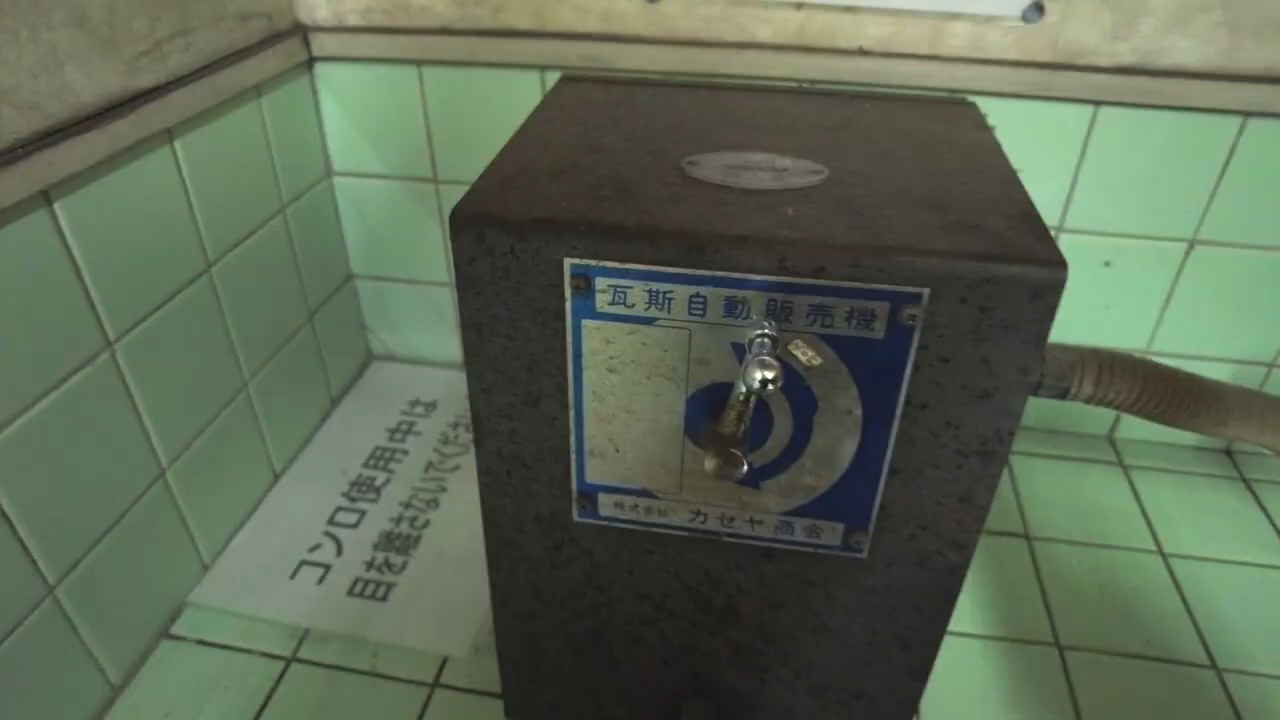 瓦斯自動販売機
株式会社 カセヤ商会
コンロ使用中は
目を離さないでくださ